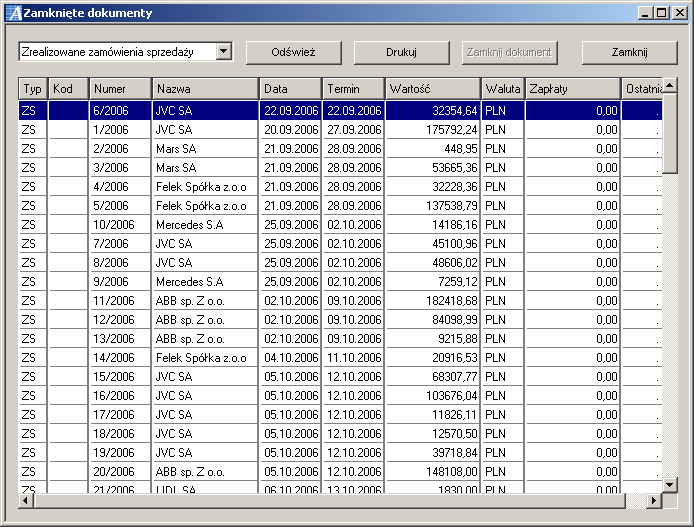 Zamknięte dokumenty
Zrealizowane zamówienia sprzedaży Odśwież Drukuj Zamknij dokument Zamknij
Typ Kod Numer Nazwa Data Termin Wartość Waluta Zapłaty Ostatnia
ZS 6/2006 JVC SA 22.09.2006 22.09.2006 32354,64 PLN 0,00 .
ZS 1/2006 JVC SA 20.09.2006 27.09.2006 175792,24 PLN 0,00 .
ZS 2/2006 Mars SA 21.09.2006 28.09.2006 448,95 PLN 0,00 .
ZS 3/2006 Mars SA 21.09.2006 28.09.2006 53665,36 PLN 0,00 .
ZS 4/2006 Felek Spółka z.o.o 21.09.2006 28.09.2006 32228,36 PLN 0,00 .
ZS 5/2006 Felek Spółka z.o.o 21.09.2006 28.09.2006 137538,79 PLN 0,00 .
ZS 10/2006 Mercedes S.A 25.09.2006 02.10.2006 14186,16 PLN 0,00 .
ZS 7/2006 JVC SA 25.09.2006 02.10.2006 45100,96 PLN 0,00 .
ZS 8/2006 JVC SA 25.09.2006 02.10.2006 48606,02 PLN 0,00 .
ZS 9/2006 Mercedes S.A 25.09.2006 02.10.2006 7259,12 PLN 0,00 .
ZS 11/2006 ABB sp. Z o.o. 02.10.2006 09.10.2006 182418,68 PLN 0,00 .
ZS 12/2006 ABB sp. Z o.o. 02.10.2006 09.10.2006 84098,99 PLN 0,00 .
ZS 13/2006 ABB sp. Z o.o. 02.10.2006 09.10.2006 9215,88 PLN 0,00 .
ZS 14/2006 Felek Spółka z.o.o 04.10.2006 11.10.2006 20916,53 PLN 0,00 .
ZS 15/2006 JVC SA 05.10.2006 12.10.2006 68307,77 PLN 0,00 .
ZS 16/2006 JVC SA 05.10.2006 12.10.2006 103676,04 PLN 0,00 .
ZS 17/2006 JVC SA 05.10.2006 12.10.2006 11826,11 PLN 0,00 .
ZS 18/2006 JVC SA 05.10.2006 12.10.2006 12570,50 PLN 0,00 .
ZS 19/2006 JVC SA 05.10.2006 12.10.2006 39718,84 PLN 0,00 .
ZS 20/2006 ABB sp. Z o.o. 05.10.2006 12.10.2006 148108,00 PLN 0,00 .
ZS 21/2006 LIDL SA 06.10.2006 13.10.2006 1830,00 PLN 0,00